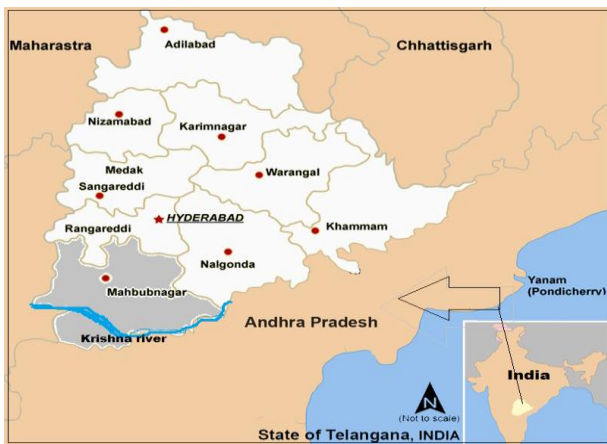 Adilabad
Maharastra
Chhattisgarh
Nizamabad
Karimnagar
Medak
Sangareddi
Warangal
HYDERABAD
Rangareddi
Khammam
Nalgonda
Mahbubnagar
Yanam
(Pondicherrv)
Andhra Pradesh
Krishna river
India
N
(Not to scale)
State of Telangana, INDIA